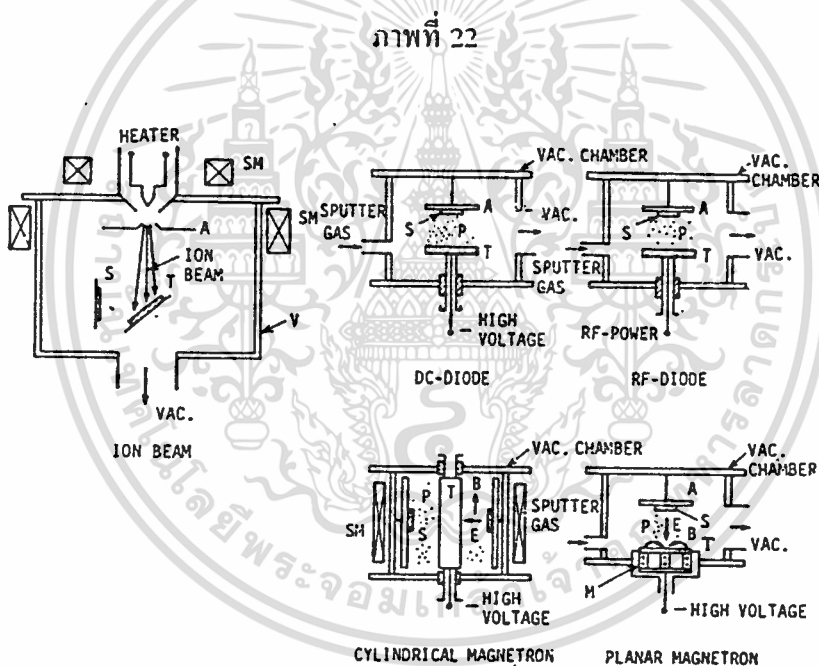 ภาพที่ 22
HEATER
SM
A
SM
ION BEAM
S
T
V
VAC.
ION BEAM
VAC. CHAMBER
SPUTTER GAS
A
S
P
T
VAC.
HIGH VOLTAGE
DC-DIODE
VAC. CHAMBER
SPUTTER GAS
A
S
P
T
VAC.
RF-POWER
RF-DIODE
VAC. CHAMBER
SM
P
T
B
S
E
HIGH VOLTAGE
CYLINDRICAL MAGNETRON
VAC. CHAMBER
SPUTTER GAS
A
S
P
E
B
T
VAC.
M
HIGH VOLTAGE
PLANAR MAGNETRON